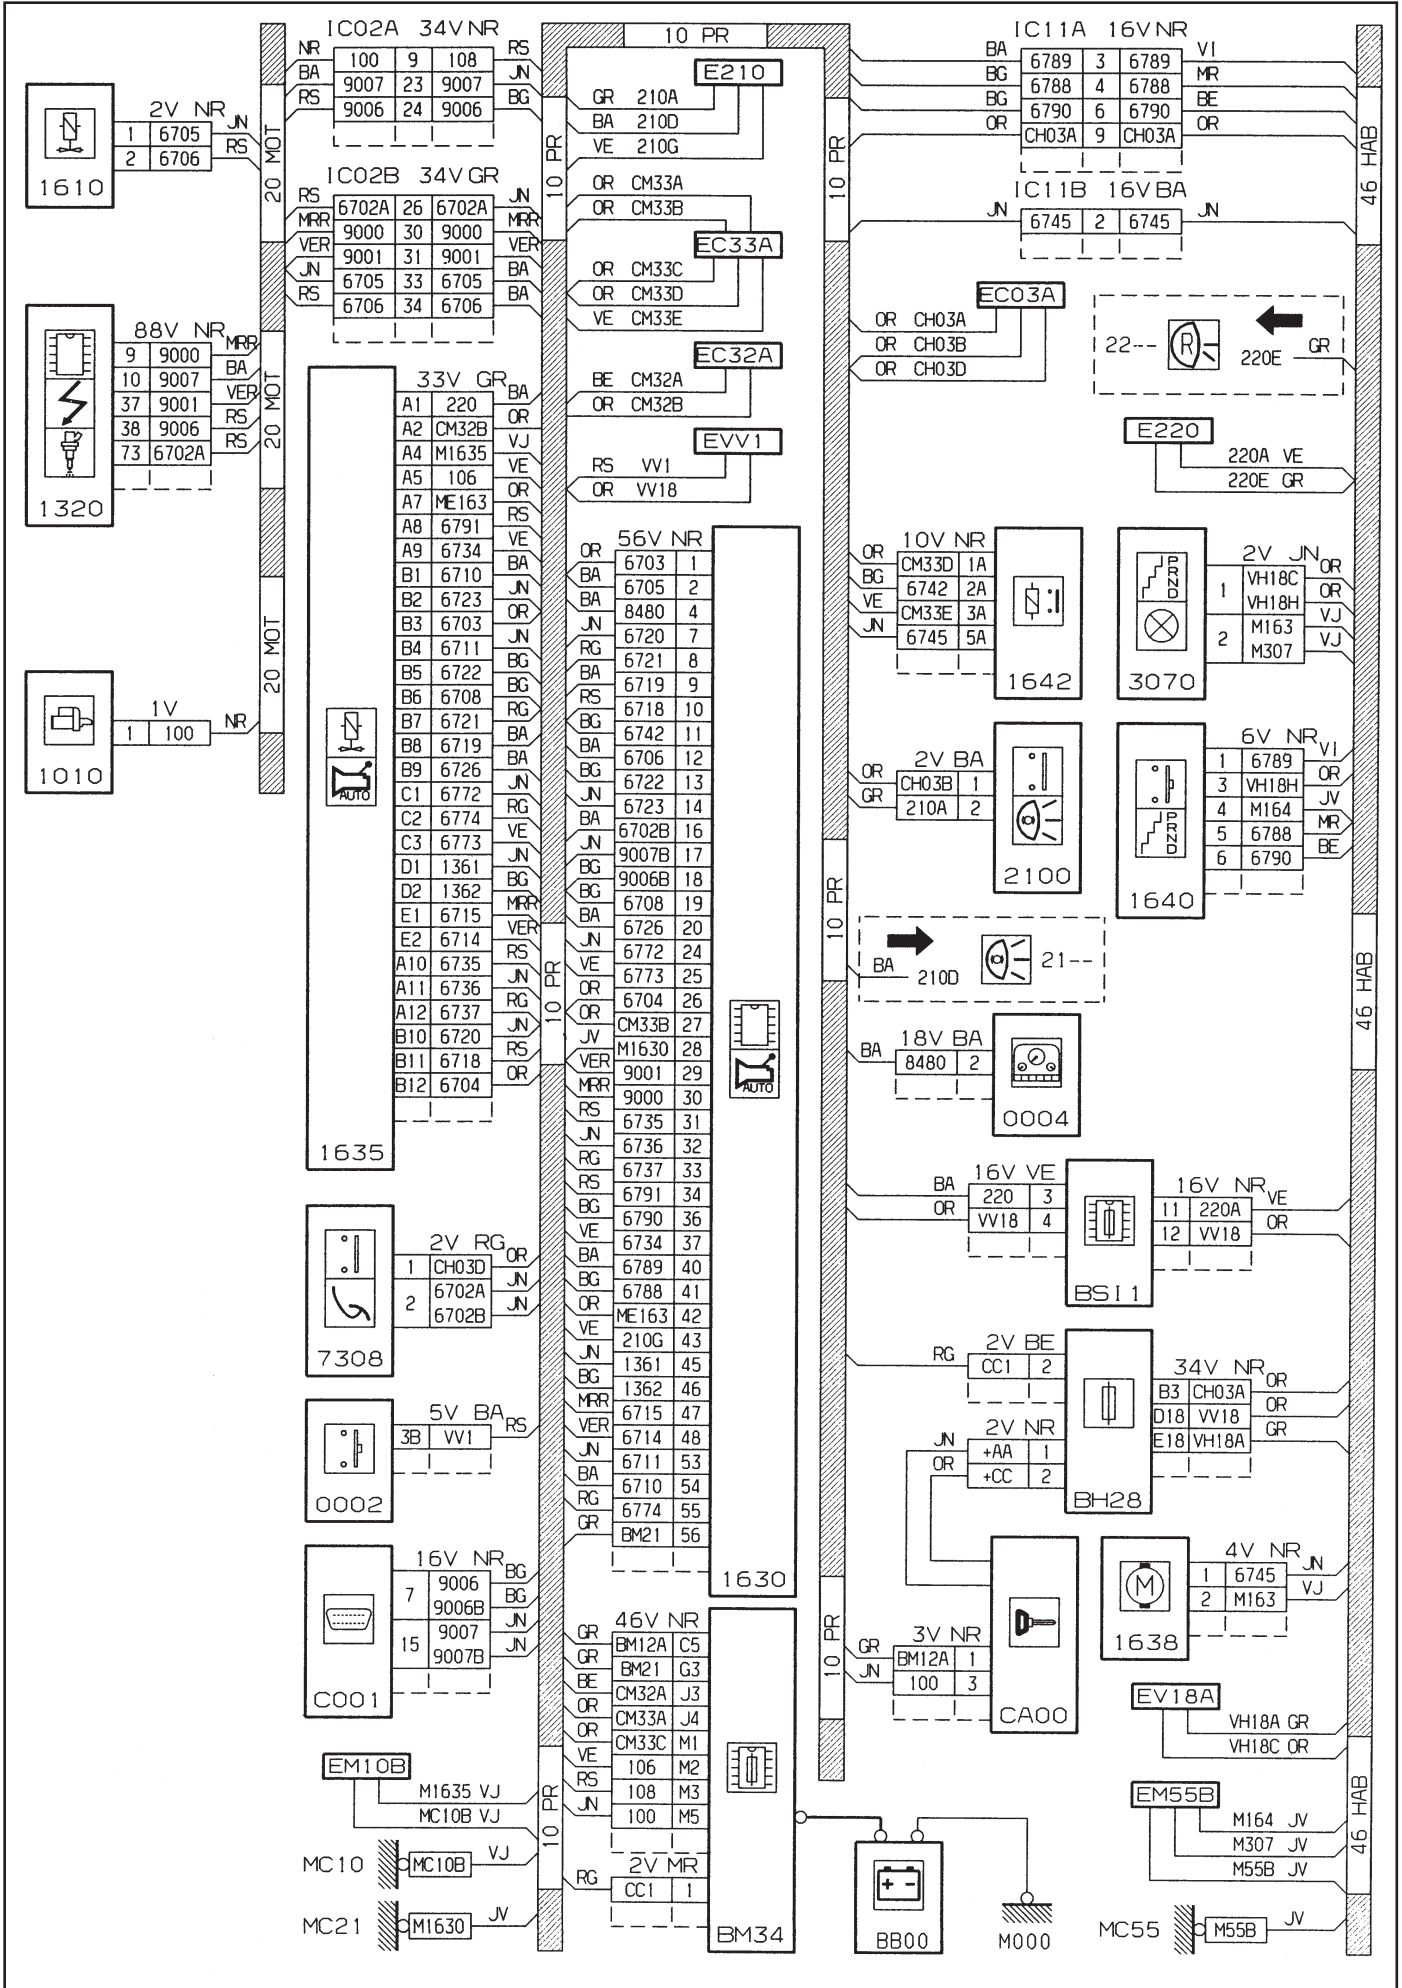 10 PR
IC02A 34V NR
NR 100 9 108 RS
BA 9007 23 9007 JN
RS 9006 24 9006 BG
IC02B 34V GR
RS 6702A 26 6702A JN
MRR 9000 30 9000 MRR
VER 9001 31 9001 VER
JN 6705 33 6705 BA
RS 6706 34 6706 BA
20 MOT
20 MOT
20 MOT
2V NR
1 6705 JN
2 6706 RS
1610
88V NR
9 9000 MRR
10 9007 BA
37 9001 VER
38 9006 RS
73 6702A RS
1320
1V
1 100 NR
1010
33V GR
A1 220 BA
A2 CM32B OR
A4 M1635 VJ
A5 106 VE
A7 ME163 OR
A8 6791 RS
A9 6734 VE
B1 6710 BA
B2 6723 JN
B3 6703 OR
B4 6711 JN
B5 6722 BG
B6 6708 BG
B7 6721 RG
B8 6719 BA
B9 6726 BA
C1 6772 JN
C2 6774 RG
C3 6773 VE
D1 1361 JN
D2 1362 BG
E1 6715 MRR
E2 6714 VER
A10 6735 RS
A11 6736 JN
A12 6737 RG
B10 6720 JN
B11 6718 RS
B12 6704 OR
AUTO
1635
2V RG
1 CH03D OR
2 6702A JN
6702B JN
7308
5V BA
3B VV1 RS
0002
16V NR
7 9006 BG
9006B BG
15 9007 JN
9007B JN
C001
EM10B
M1635 VJ
MC10B VJ
MC10 MC10B VJ
MC21 M1630 JV
10 PR
10 PR
10 PR
E210
GR 210A
BA 210D
VE 210G
OR CM33A
OR CM33B
EC33A
OR CM33C
OR CM33D
VE CM33E
EC32A
BE CM32A
OR CM32B
EVV1
RS VV1
OR VV18
56V NR
OR 6703 1
BA 6705 2
BA 8480 4
JN 6720 7
RG 6721 8
BA 6719 9
RS 6718 10
BG 6742 11
BA 6706 12
BG 6722 13
JN 6723 14
BA 6702B 16
JN 9007B 17
BG 9006B 18
BG 6708 19
BA 6726 20
JN 6772 24
VE 6773 25
OR 6704 26
OR CM33B 27
JV M1630 28
VER 9001 29
MRR 9000 30
RS 6735 31
JN 6736 32
RG 6737 33
RS 6791 34
BG 6790 36
VE 6734 37
BA 6789 40
BG 6788 41
OR ME163 42
VE 210G 43
JN 1361 45
BG 1362 46
MRR 6715 47
VER 6714 48
JN 6711 53
BA 6710 54
RG 6774 55
GR BM21 56
AUTO
1630
46V NR
GR BM12A C5
GR BM21 G3
BE CM32A J3
OR CM33A J4
OR CM33C M1
VE 106 M2
RS 108 M3
JN 100 M5
2V MR
RG CC1 1
BM34
+ -
BB00
M000
10 PR
10 PR
10 PR
IC11A 16V NR
BA 6789 3 6789 VI
BG 6788 4 6788 MR
BG 6790 6 6790 BE
OR CH03A 9 CH03A OR
IC11B 16V BA
JN 6745 2 6745 JN
EC03A
OR CH03A
OR CH03B
OR CH03D
22--
R
220E GR
E220
220A VE
220E GR
10V NR
OR CM33D 1A
BG 6742 2A
VE CM33E 3A
JN 6745 5A
1642
2V JN
1 VH18C OR
VH18H OR
2 M163 VJ
M307 VJ
PRND
3070
2V BA
OR CH03B 1
GR 210A 2
2100
6V NR
1 6789 VI
3 VH18H OR
4 M164 JV
5 6788 MR
6 6790 BE
PRND
1640
BA 210D
21--
18V BA
BA 8480 2
0004
16V VE
BA 220 3
OR VV18 4
16V NR
11 220A VE
12 VV18 OR
BSI1
2V BE
RG CC1 2
2V NR
JN +AA 1
OR +CC 2
34V NR
B3 CH03A OR
D18 VV18 OR
E18 VH18A GR
BH28
3V NR
GR BM12A 1
JN 100 3
CA00
4V NR
1 6745 JN
2 M163 VJ
M
1638
EV18A
VH18A GR
VH18C OR
EM55B
M164 JV
M307 JV
M55B JV
MC55 M55B JV
46 HAB
46 HAB
46 HAB